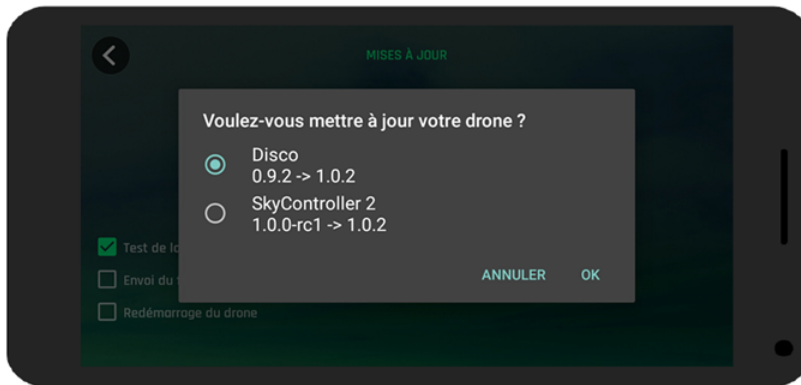 MISES À JOUR
Voulez-vous mettre à jour votre drone ?
Disco
0.9.2 -> 1.0.2
SkyController 2
1.0.0-rc1 -> 1.0.2
Test de
Envoi du
ANNULER OK
Redémarrage du drone